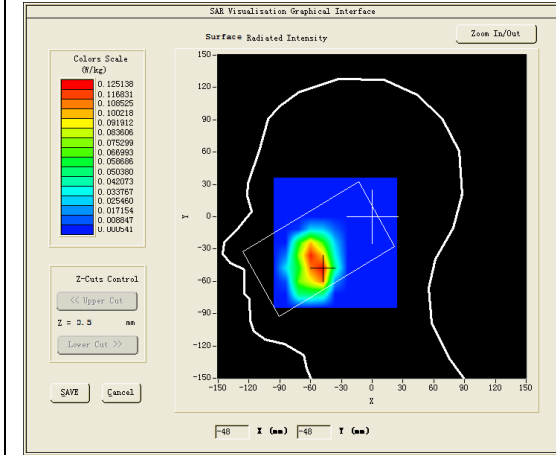 SAR Visualisation Graphical Interface
Surface Radiated Intensity
Zoom In/Out
Colors Scale
(W/kg)
0.125138
0.116831
0.108525
0.100218
0.091912
0.083606
0.075299
0.066993
0.058686
0.050380
0.042073
0.033767
0.025460
0.017154
0.008847
0.000541
150
120
90
60
30
0
-30
-60
-90
-120
-150
Y
-150 -120 -90 -60 -30 0 30 60 90 120 150
X
Z-Cuts Control
<< Upper Cut
Z = 0.5 mm
Lower Cut >>
SAVE Cancel
-48 X (mm) -48 Y (mm)